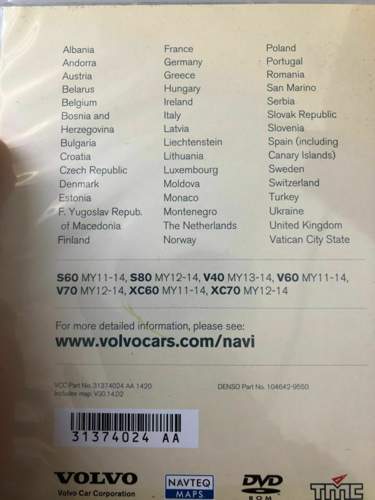 Albania
Andorra
Austria
Belarus
Belgium
Bosnia and
Herzegovina
Bulgaria
Croatia
Czech Republic
Denmark
Estonia
F. Yugoslav Repub.
of Macedonia
Finland
France
Germany
Greece
Hungary
Ireland
Italy
Latvia
Liechtenstein
Lithuania
Luxembourg
Moldova
Monaco
Montenegro
The Netherlands
Norway
Poland
Portugal
Romania
San Marino
Serbia
Slovak Republic
Slovenia
Spain (including
Canary Islands)
Sweden
Switzerland
Turkey
Ukraine
United Kingdom
Vatican City State
S60 MY11-14, S80 MY12-14, V40 MY13-14, V60 MY11-14,
V70 MY12-14, XC60 MY11-14, XC70 MY12-14
For more detailed information, please see:
www.volvocars.com/navi
VCC Part No. 31374024 AA 1420
Includes map: V30.14.02
DENSO Part No. 104642-9550
31374024 AA
VOLVO
Volvo Car Corporation
NAVTEQ
MAPS
DVD
ROM
TMC